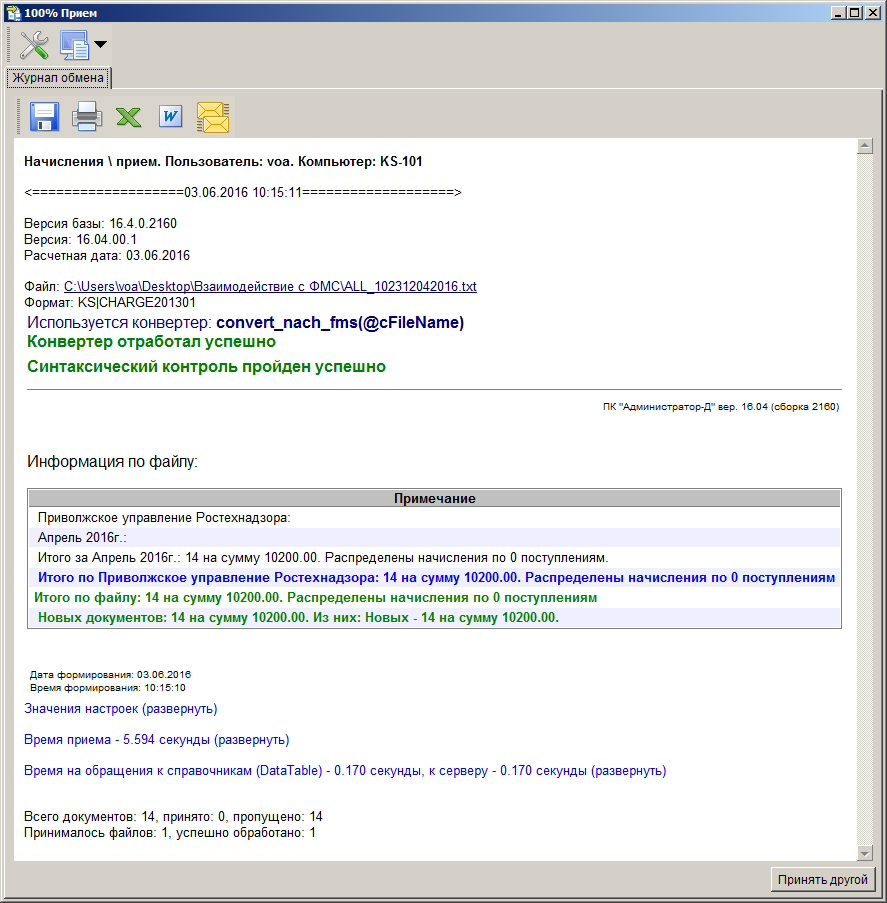 100% Прием
Журнал обмена
Начисления \ прием. Пользователь: voa. Компьютер: KS-101
<===================03.06.2016 10:15:11===================>
Версия базы: 16.4.0.2160
Версия: 16.04.00.1
Расчетная дата: 03.06.2016
Файл: C:\Users\voa\Desktop\Взаимодействие с ФМС\ALL_102312042016.txt
Формат: KS|CHARGE201301
Используется конвертер: convert_nach_fms(@cFileName)
Конвертер отработал успешно
Синтаксический контроль пройден успешно
ПК "Администратор-Д" вер. 16.04 (сборка 2160)
Информация по файлу:
Примечание
Приволжское управление Ростехнадзора:
Апрель 2016г.:
Итого за Апрель 2016г.: 14 на сумму 10200.00. Распределены начисления по 0 поступлениям.
Итого по Приволжское управление Ростехнадзора: 14 на сумму 10200.00. Распределены начисления по 0 поступлениям
Итого по файлу: 14 на сумму 10200.00. Распределены начисления по 0 поступлениям
Новых документов: 14 на сумму 10200.00. Из них: Новых - 14 на сумму 10200.00.
Дата формирования: 03.06.2016
Время формирования: 10:15:10
Значения настроек (развернуть)
Время приема - 5.594 секунды (развернуть)
Время на обращения к справочникам (DataTable) - 0.170 секунды, к серверу - 0.170 секунды (развернуть)
Всего документов: 14, принято: 0, пропущено: 14
Принималось файлов: 1, успешно обработано: 1
Принять другой